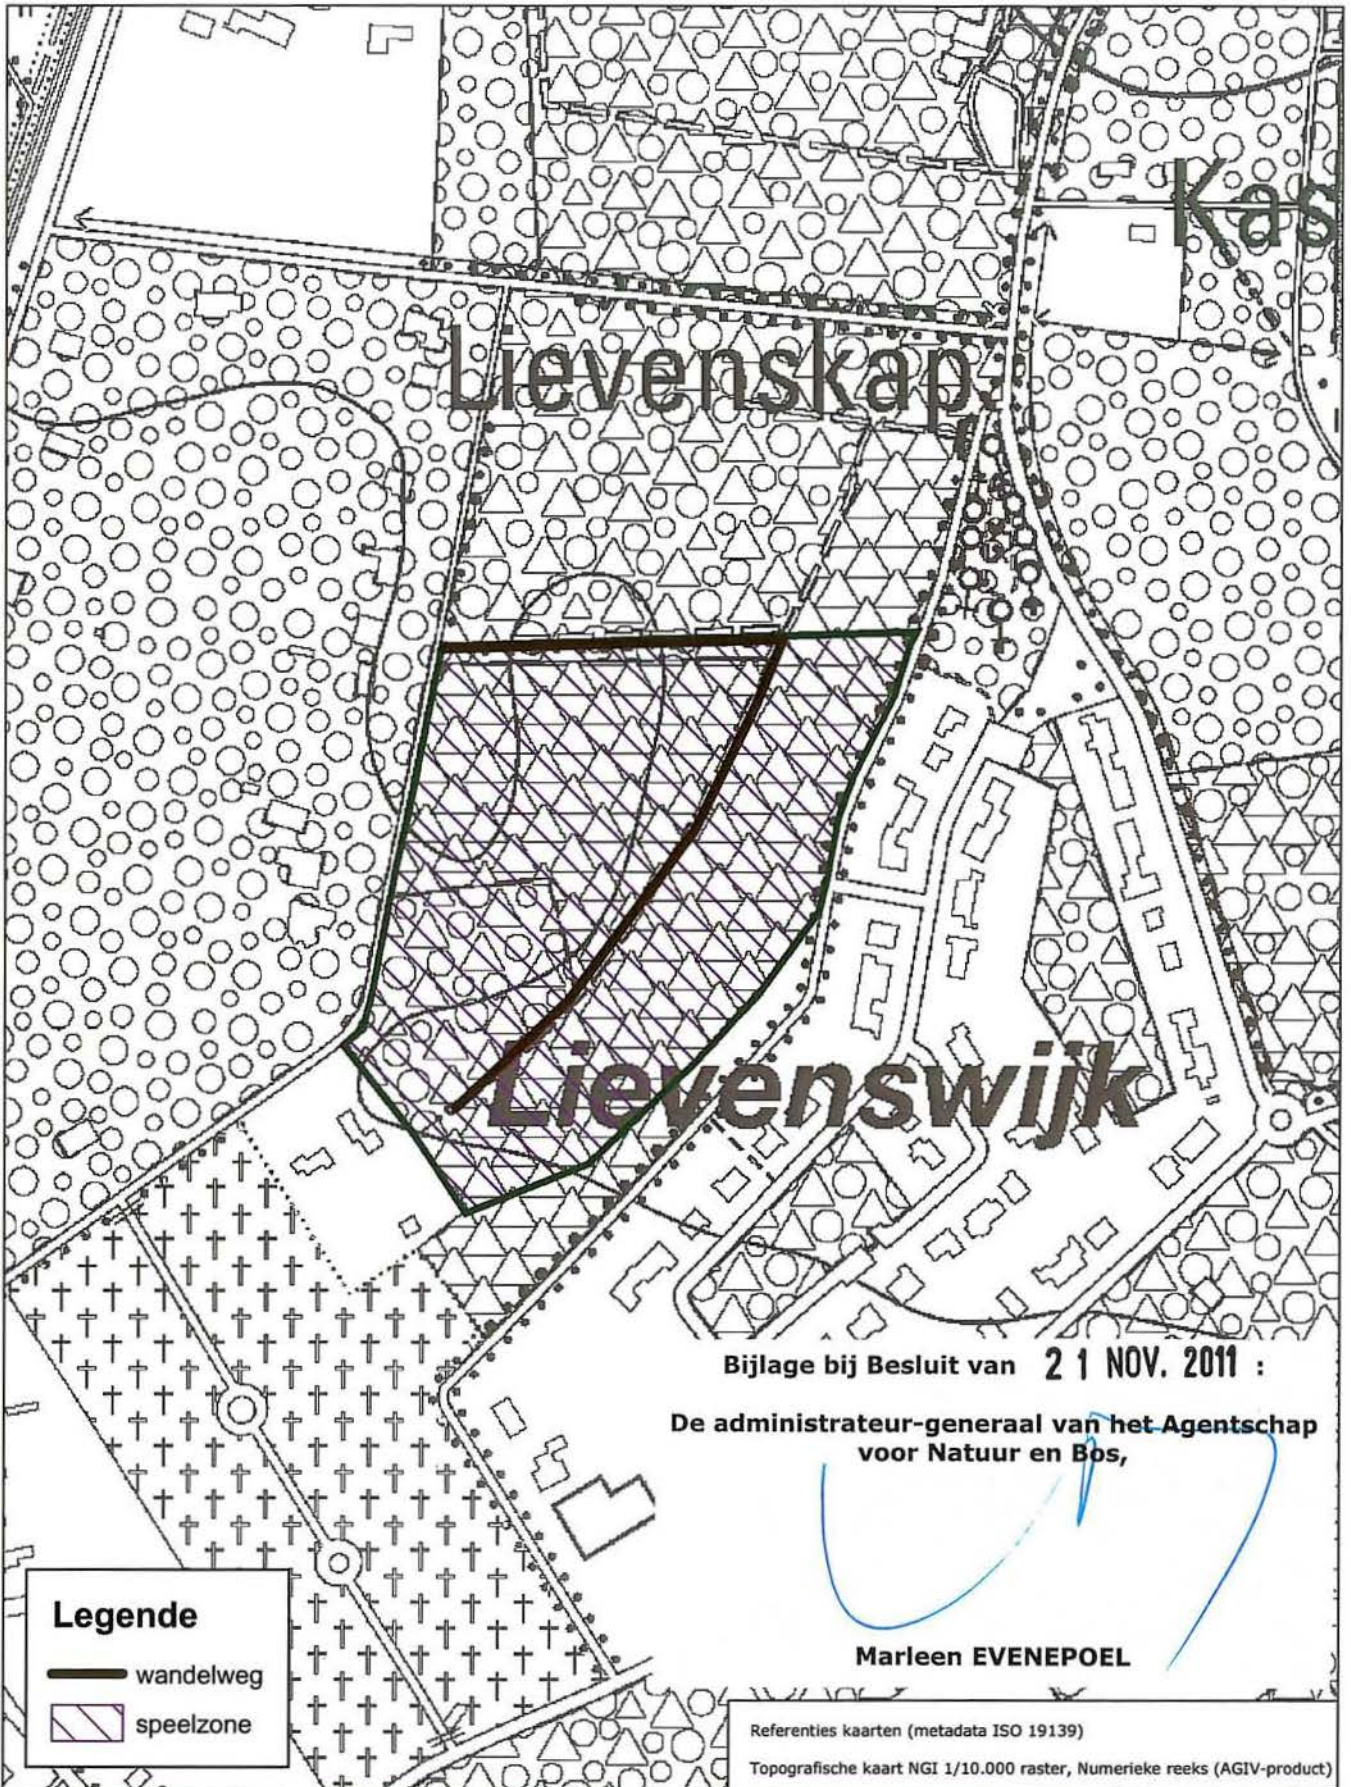 Kas
Lievenskap.
Lievenswijk
Bijlage bij Besluit van 21 NOV. 2011 :
De administrateur-generaal van het Agentschap
voor Natuur en Bos,
Marleen EVENEPOEL
Legende
wandelweg
speelzone
Referenties kaarten (metadata ISO 19139)
Topografische kaart NGI 1/10.000 raster, Numerieke reeks (AGIV-product)